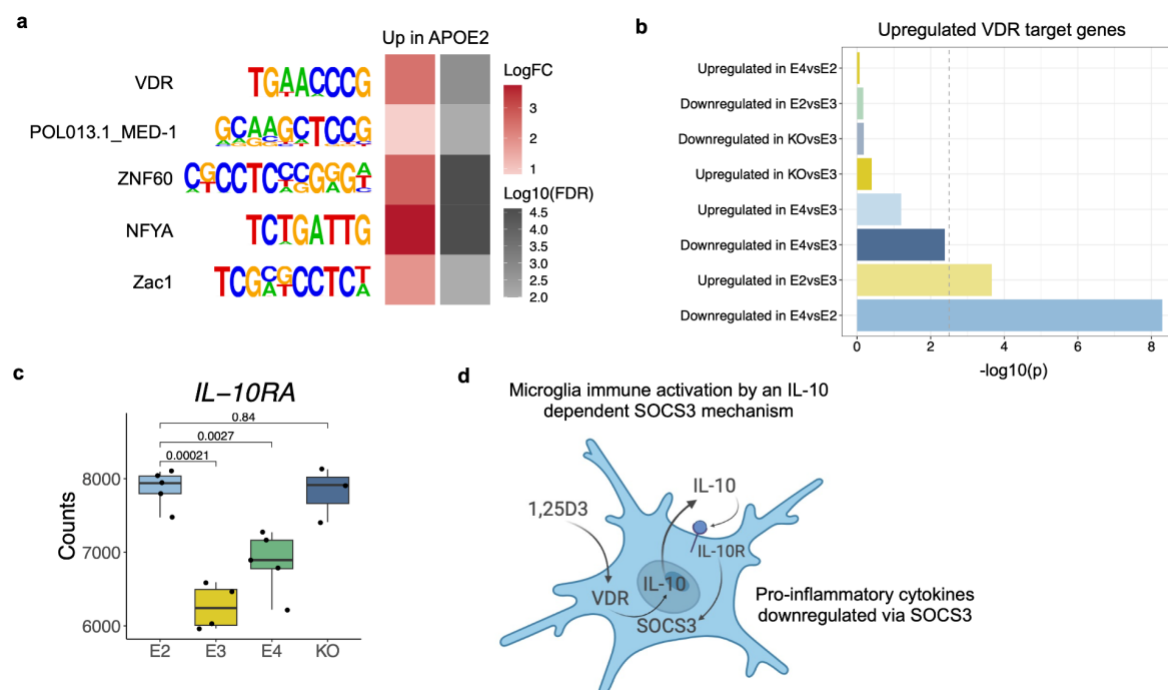 a
Up in APOE2
VDR
TGAACCCG
POL013.1_MED-1
GCAAGCTCCG
ZNF60
CGCCTCCCGGGA
NFYA
TCTGATTG
Zac1
TCGCGCCTCT
LogFC
3
2
1
Log10(FDR)
4.5
4.0
3.5
3.0
2.5
2.0
b
Upregulated VDR target genes
Upregulated in E4vsE2
Downregulated in E2vsE3
Downregulated in KOvsE3
Upregulated in KOvsE3
Upregulated in E4vsE3
Downregulated in E4vsE3
Upregulated in E2vsE3
Downregulated in E4vsE2
0 2 4 6 8
-log10(p)
c
IL−10RA
0.84
0.0027
0.00021
Counts
8000
7000
6000
E2 E3 E4 KO
d
Microglia immune activation by an IL-10
dependent SOCS3 mechanism
IL-10
1,25D3
IL-10R
IL-10
VDR
SOCS3
Pro-inflammatory cytokines
downregulated via SOCS3